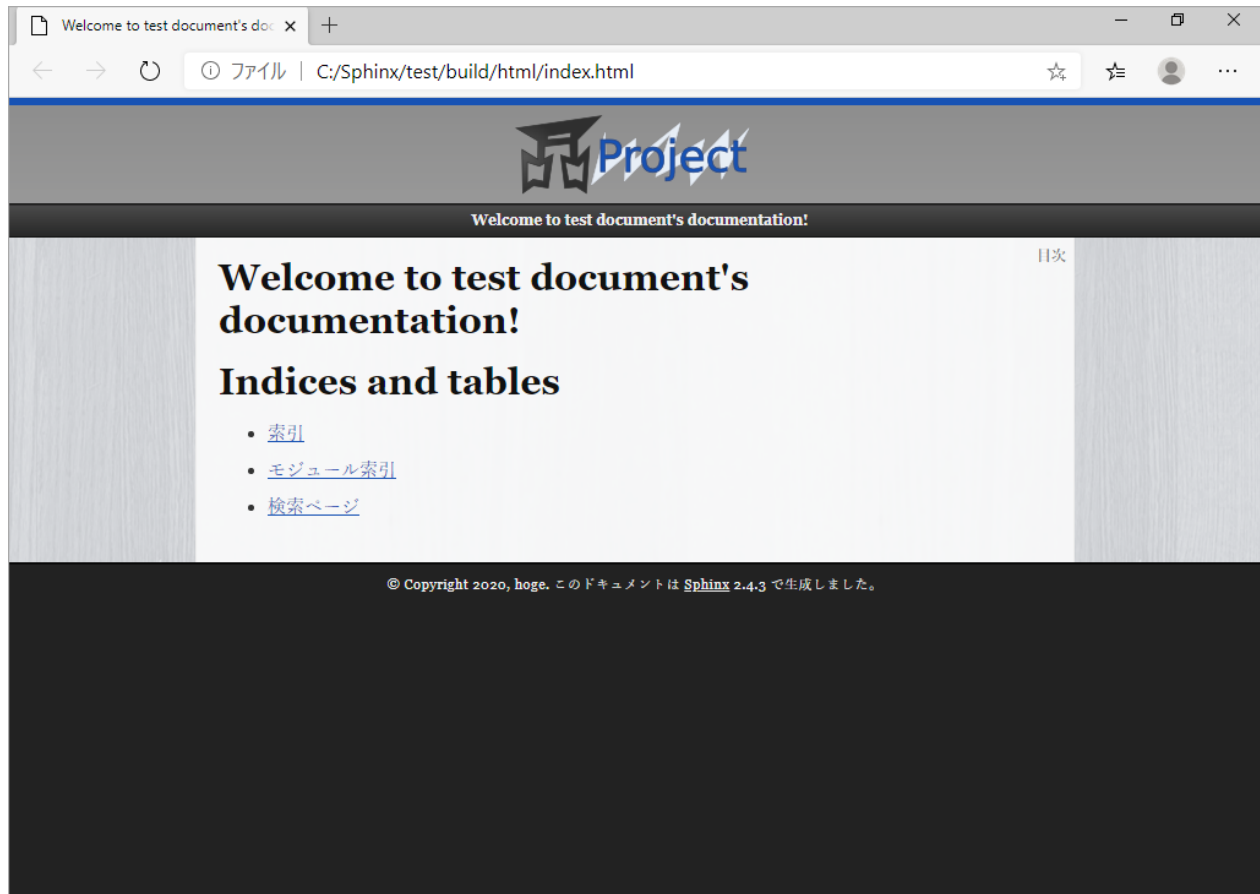 Welcome to test document's doc
ファイル C:/Sphinx/test/build/html/index.html
Project
Welcome to test document's documentation!
目次
Welcome to test document's
documentation!
Indices and tables
索引
モジュール索引
検索ページ
© Copyright 2020, hoge. このドキュメントは Sphinx 2.4.3 で生成しました。